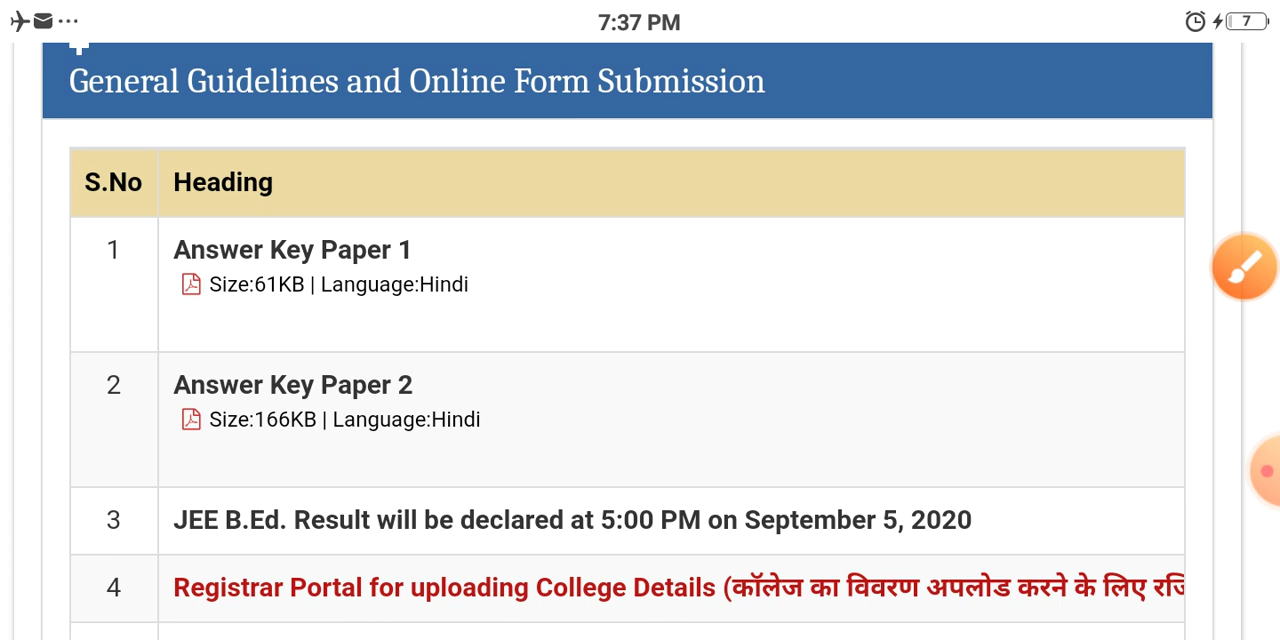 7:37 PM
7
General Guidelines and Online Form Submission
S.No Heading
1 Answer Key Paper 1
Size:61KB | Language:Hindi
2 Answer Key Paper 2
Size:166KB | Language:Hindi
3 JEE B.Ed. Result will be declared at 5:00 PM on September 5, 2020
4 Registrar Portal for uploading College Details (कॉलेज का विवरण अपलोड करने के लिए